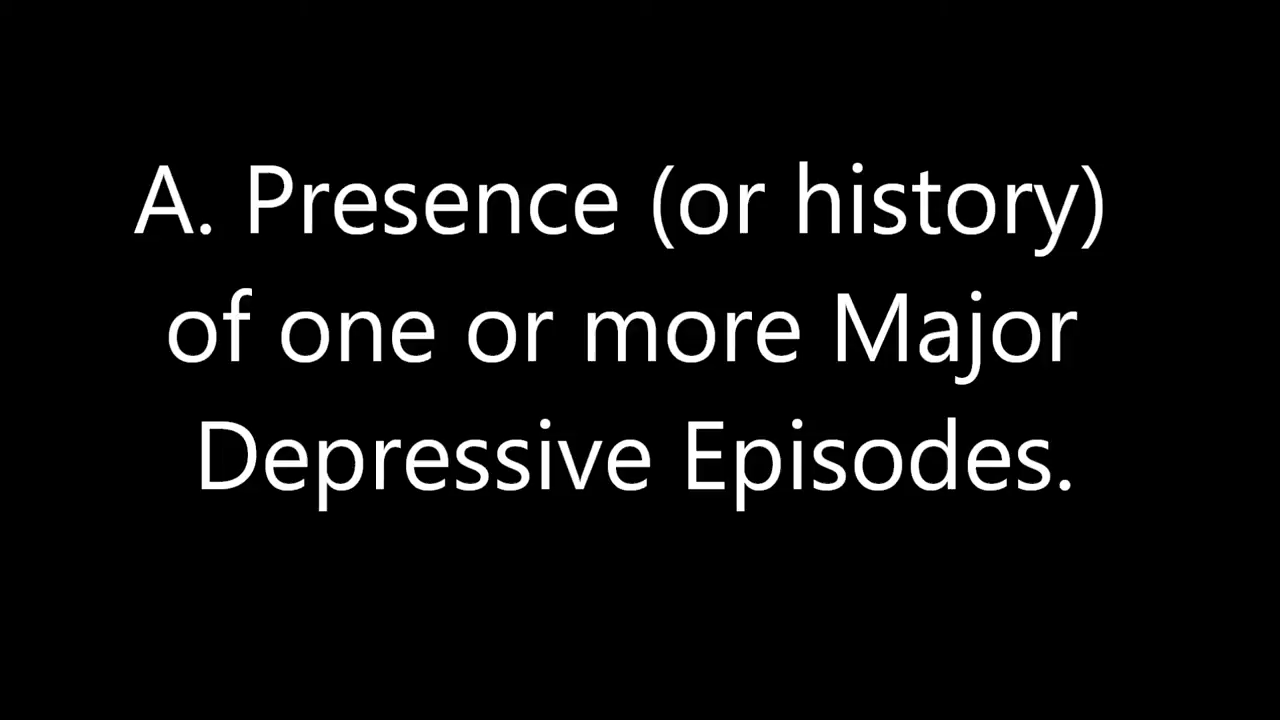 A. Presence (or history)
of one or more Major
Depressive Episodes.